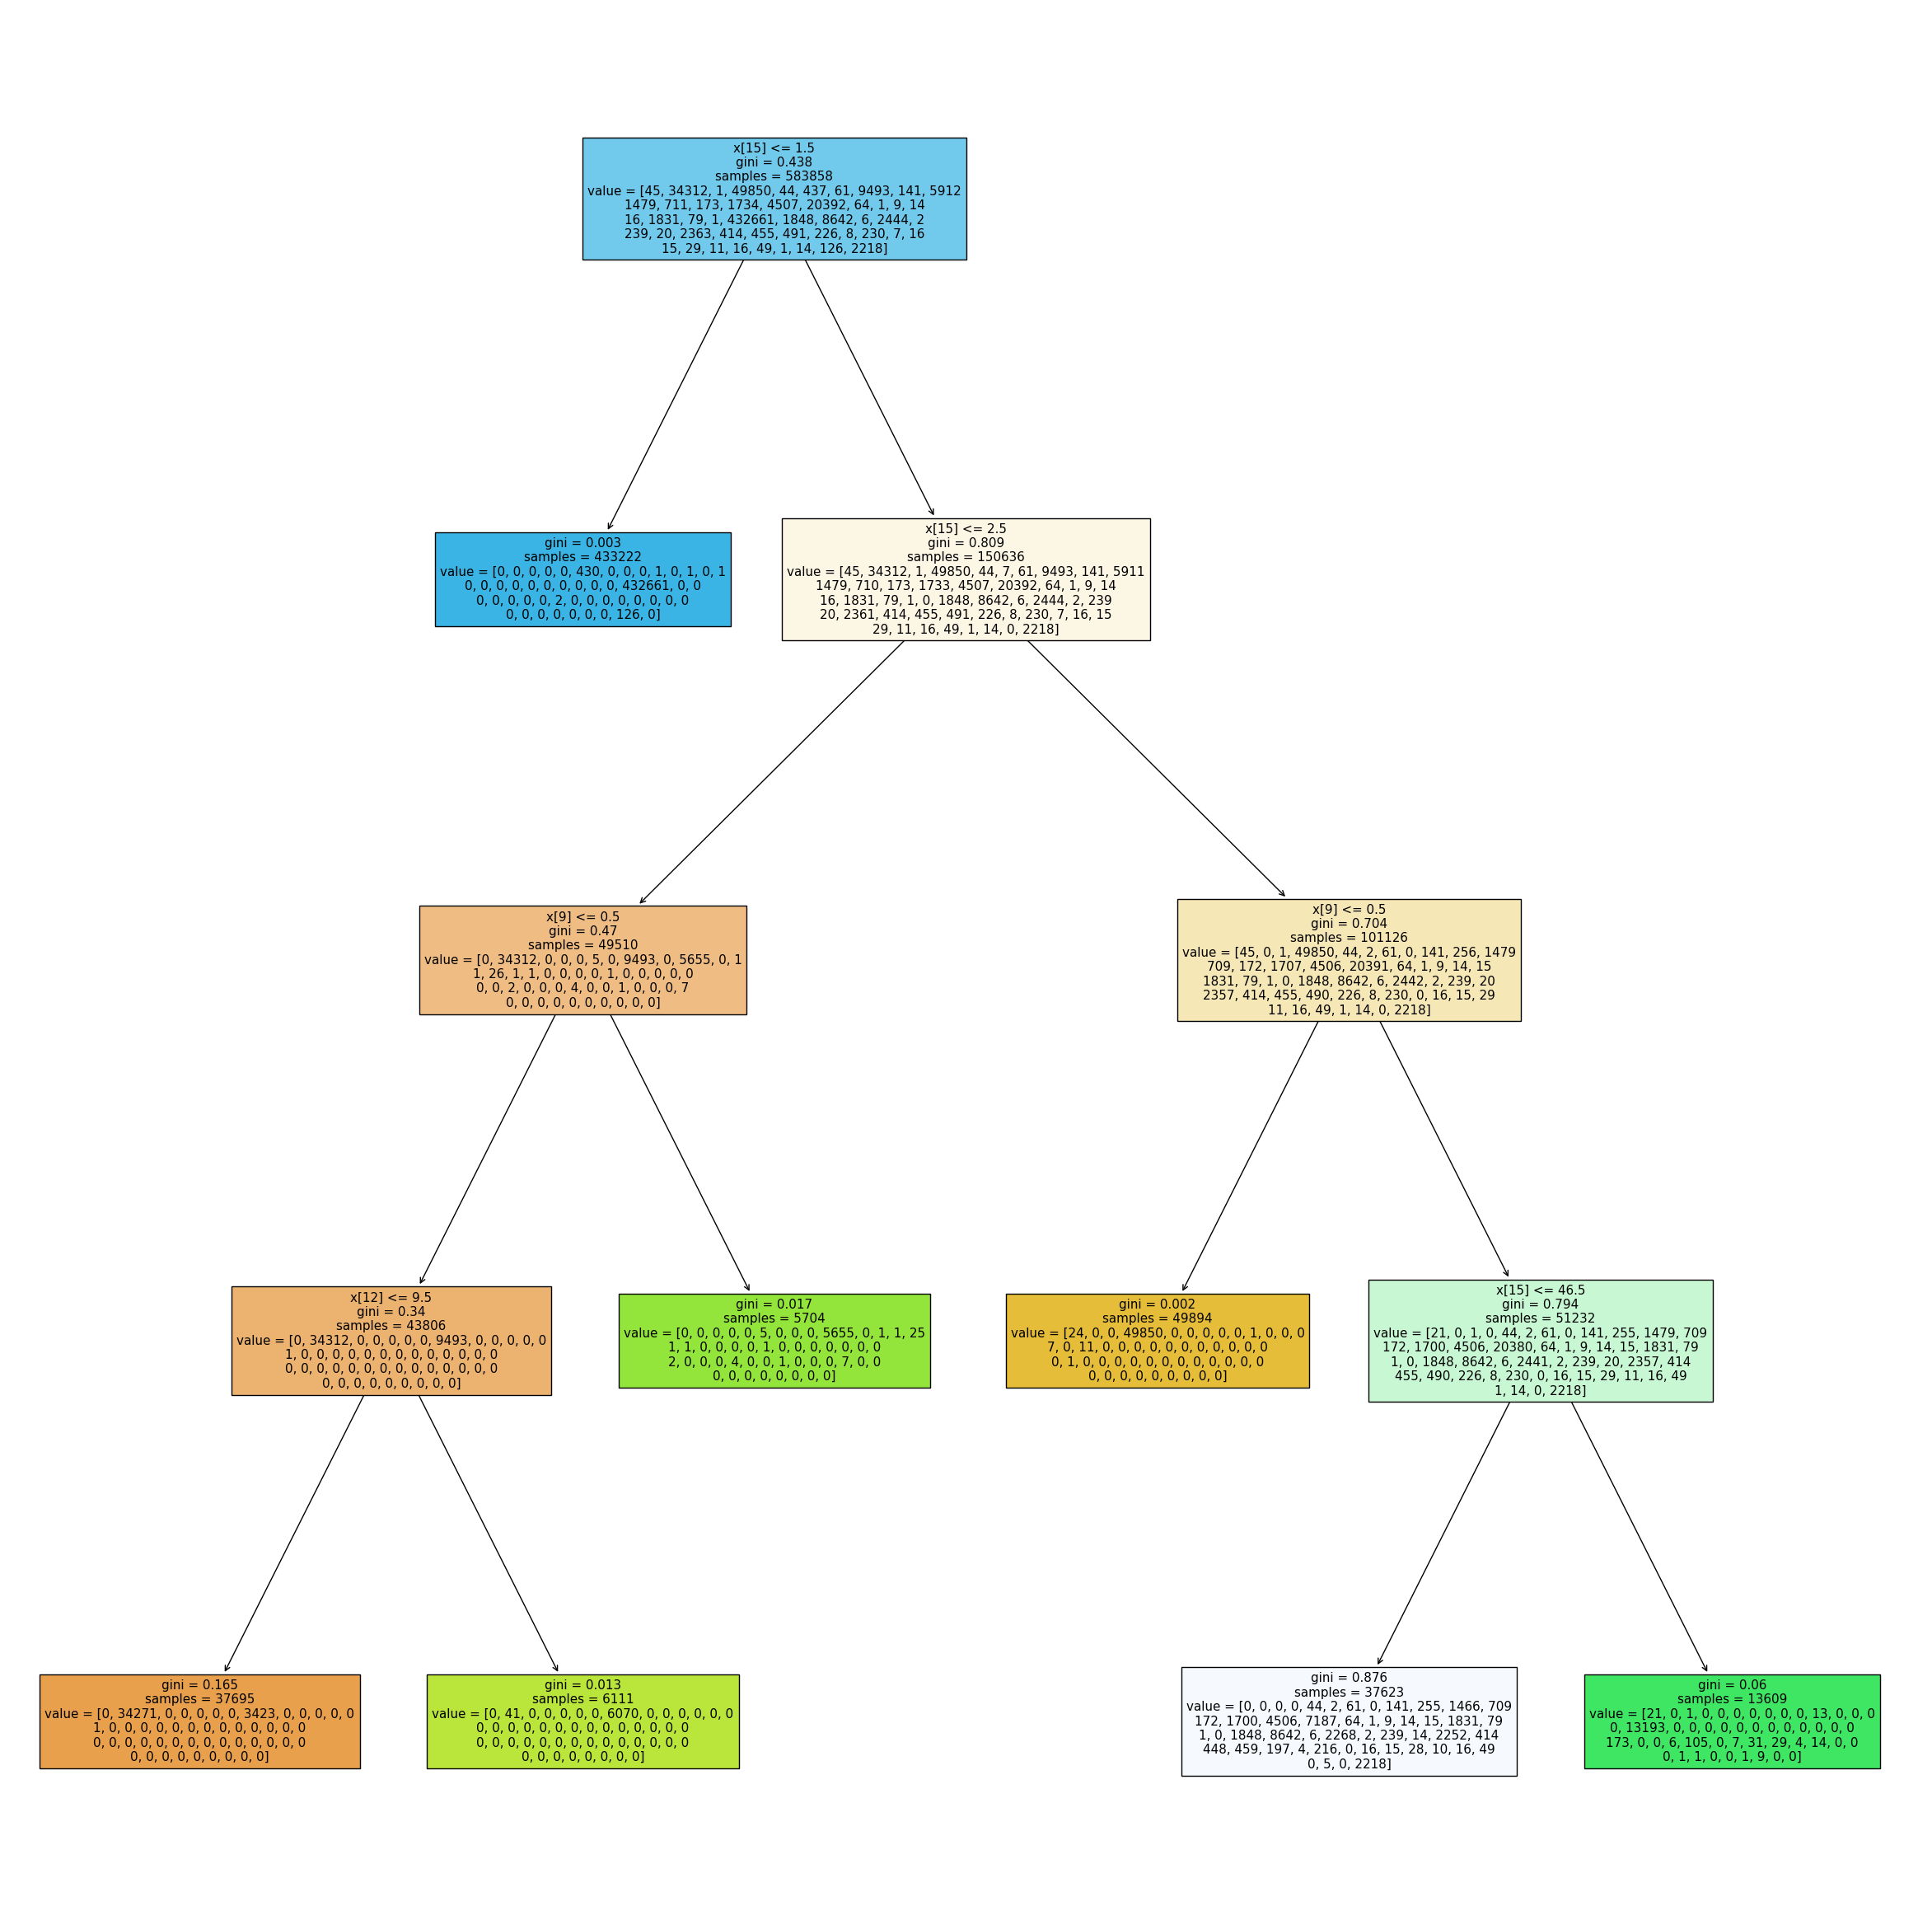 x[15] <= 1.5
gini = 0.438
samples = 583858
value = [45, 34312, 1, 49850, 44, 437, 61, 9493, 141, 5912
1479, 711, 173, 1734, 4507, 20392, 64, 1, 9, 14
16, 1831, 79, 1, 432661, 1848, 8642, 6, 2444, 2
239, 20, 2363, 414, 455, 491, 226, 8, 230, 7, 16
15, 29, 11, 16, 49, 1, 14, 126, 2218]
gini = 0.003
samples = 433222
value = [0, 0, 0, 0, 0, 430, 0, 0, 0, 1, 0, 1, 0, 1
0, 0, 0, 0, 0, 0, 0, 0, 0, 0, 432661, 0, 0
0, 0, 0, 0, 0, 2, 0, 0, 0, 0, 0, 0, 0, 0
0, 0, 0, 0, 0, 0, 0, 126, 0]
x[15] <= 2.5
gini = 0.809
samples = 150636
value = [45, 34312, 1, 49850, 44, 7, 61, 9493, 141, 5911
1479, 710, 173, 1733, 4507, 20392, 64, 1, 9, 14
16, 1831, 79, 1, 0, 1848, 8642, 6, 2444, 2, 239
20, 2361, 414, 455, 491, 226, 8, 230, 7, 16, 15
29, 11, 16, 49, 1, 14, 0, 2218]
x[9] <= 0.5
gini = 0.47
samples = 49510
value = [0, 34312, 0, 0, 0, 5, 0, 9493, 0, 5655, 0, 1
1, 26, 1, 1, 0, 0, 0, 0, 1, 0, 0, 0, 0, 0
0, 0, 2, 0, 0, 0, 4, 0, 0, 1, 0, 0, 0, 7
0, 0, 0, 0, 0, 0, 0, 0, 0, 0]
x[9] <= 0.5
gini = 0.704
samples = 101126
value = [45, 0, 1, 49850, 44, 2, 61, 0, 141, 256, 1479
709, 172, 1707, 4506, 20391, 64, 1, 9, 14, 15
1831, 79, 1, 0, 1848, 8642, 6, 2442, 2, 239, 20
2357, 414, 455, 490, 226, 8, 230, 0, 16, 15, 29
11, 16, 49, 1, 14, 0, 2218]
x[12] <= 9.5
gini = 0.34
samples = 43806
value = [0, 34312, 0, 0, 0, 0, 0, 9493, 0, 0, 0, 0, 0
1, 0, 0, 0, 0, 0, 0, 0, 0, 0, 0, 0, 0, 0
0, 0, 0, 0, 0, 0, 0, 0, 0, 0, 0, 0, 0, 0
0, 0, 0, 0, 0, 0, 0, 0, 0]
gini = 0.017
samples = 5704
value = [0, 0, 0, 0, 0, 5, 0, 0, 0, 5655, 0, 1, 1, 25
1, 1, 0, 0, 0, 0, 1, 0, 0, 0, 0, 0, 0, 0
2, 0, 0, 0, 4, 0, 0, 1, 0, 0, 0, 7, 0, 0
0, 0, 0, 0, 0, 0, 0, 0]
gini = 0.002
samples = 49894
value = [24, 0, 0, 49850, 0, 0, 0, 0, 0, 1, 0, 0, 0
7, 0, 11, 0, 0, 0, 0, 0, 0, 0, 0, 0, 0, 0
0, 1, 0, 0, 0, 0, 0, 0, 0, 0, 0, 0, 0, 0
0, 0, 0, 0, 0, 0, 0, 0, 0]
x[15] <= 46.5
gini = 0.794
samples = 51232
value = [21, 0, 1, 0, 44, 2, 61, 0, 141, 255, 1479, 709
172, 1700, 4506, 20380, 64, 1, 9, 14, 15, 1831, 79
1, 0, 1848, 8642, 6, 2441, 2, 239, 20, 2357, 414
455, 490, 226, 8, 230, 0, 16, 15, 29, 11, 16, 49
1, 14, 0, 2218]
gini = 0.165
samples = 37695
value = [0, 34271, 0, 0, 0, 0, 0, 3423, 0, 0, 0, 0, 0
1, 0, 0, 0, 0, 0, 0, 0, 0, 0, 0, 0, 0, 0
0, 0, 0, 0, 0, 0, 0, 0, 0, 0, 0, 0, 0, 0
0, 0, 0, 0, 0, 0, 0, 0, 0]
gini = 0.013
samples = 6111
value = [0, 41, 0, 0, 0, 0, 0, 6070, 0, 0, 0, 0, 0, 0
0, 0, 0, 0, 0, 0, 0, 0, 0, 0, 0, 0, 0, 0
0, 0, 0, 0, 0, 0, 0, 0, 0, 0, 0, 0, 0, 0
0, 0, 0, 0, 0, 0, 0, 0]
gini = 0.876
samples = 37623
value = [0, 0, 0, 0, 44, 2, 61, 0, 141, 255, 1466, 709
172, 1700, 4506, 7187, 64, 1, 9, 14, 15, 1831, 79
1, 0, 1848, 8642, 6, 2268, 2, 239, 14, 2252, 414
448, 459, 197, 4, 216, 0, 16, 15, 28, 10, 16, 49
0, 5, 0, 2218]
gini = 0.06
samples = 13609
value = [21, 0, 1, 0, 0, 0, 0, 0, 0, 0, 13, 0, 0, 0
0, 13193, 0, 0, 0, 0, 0, 0, 0, 0, 0, 0, 0, 0
173, 0, 0, 6, 105, 0, 7, 31, 29, 4, 14, 0, 0
0, 1, 1, 0, 0, 1, 9, 0, 0]